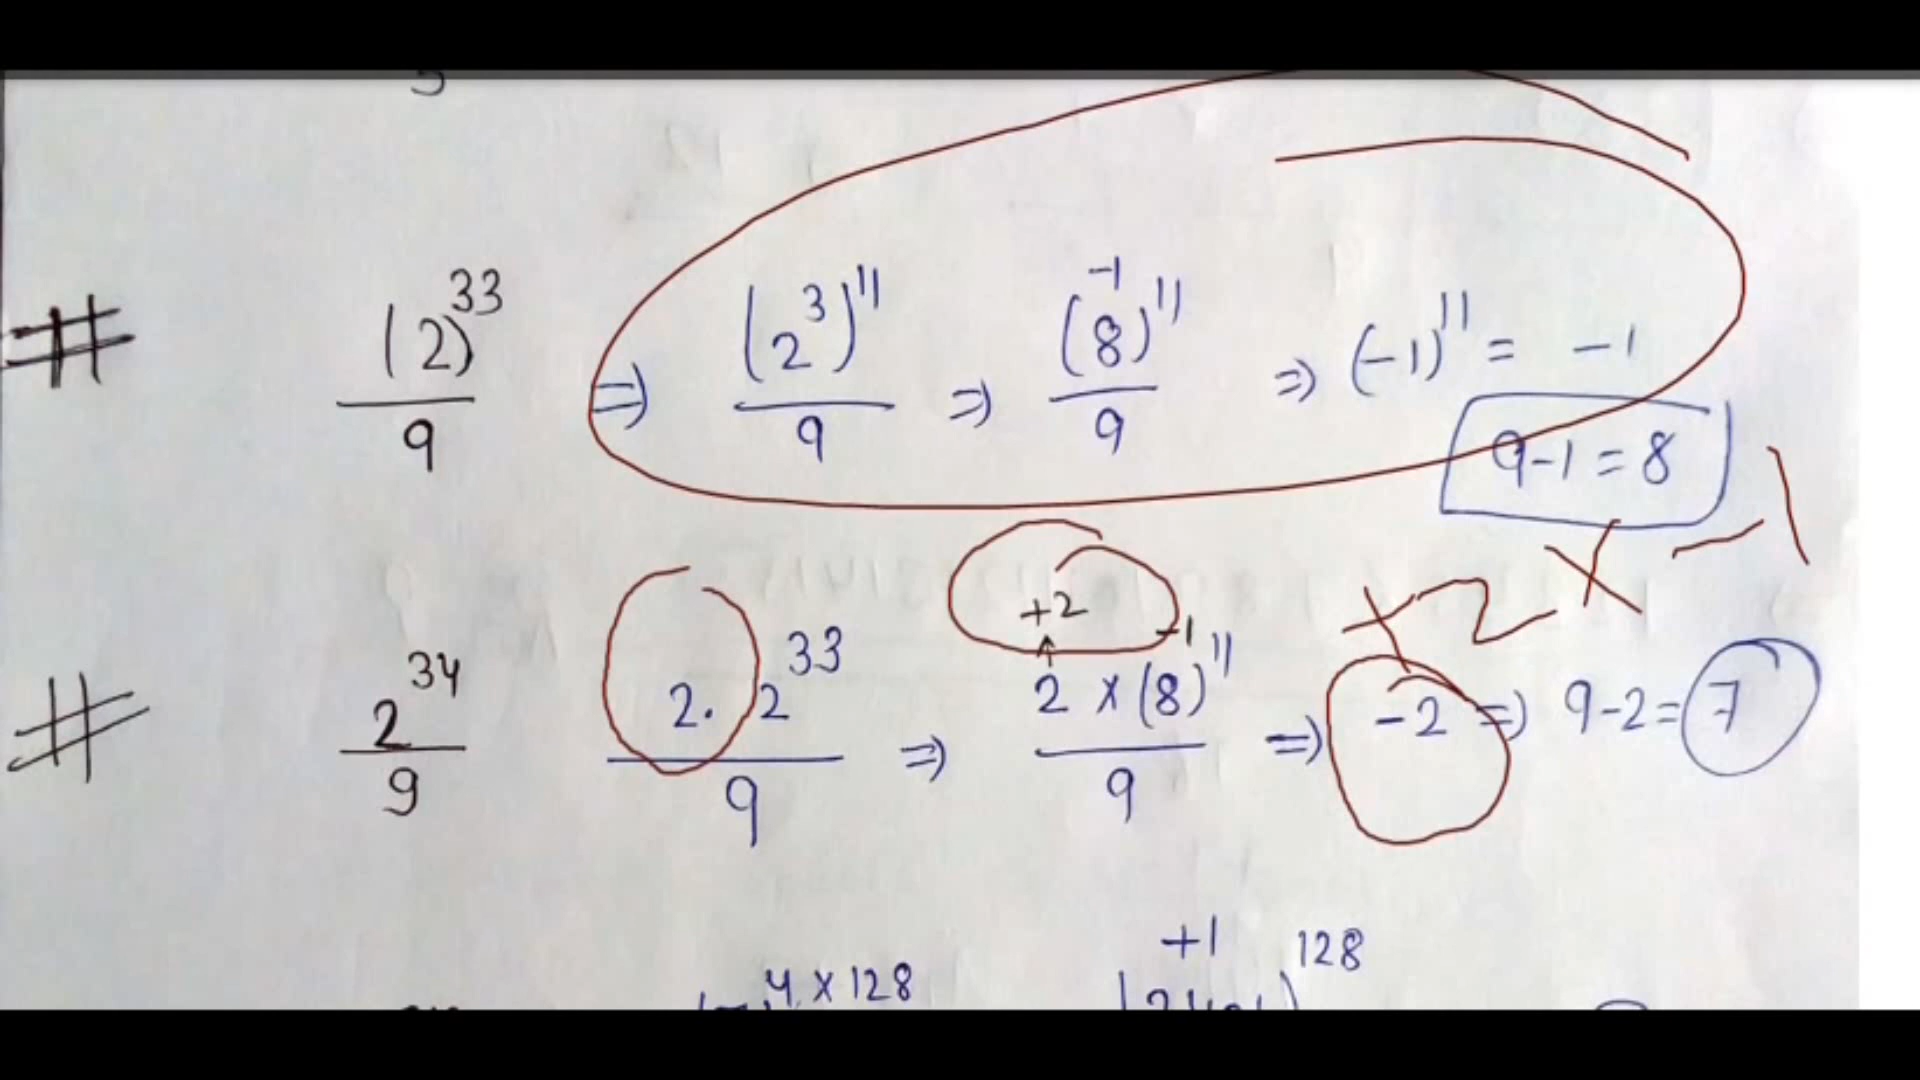 # (2)^33 / 9 => (2^3)^11 / 9 => (8)^11 / 9 -1 => (-1)^11 = -1
9-1=8
+2 × -1
# 2^34 / 9 2.2^33 / 9 => +2 ↑ 2 × (8)^11 / 9 -1 => -2 => 9-2=7
4×128 +1 128